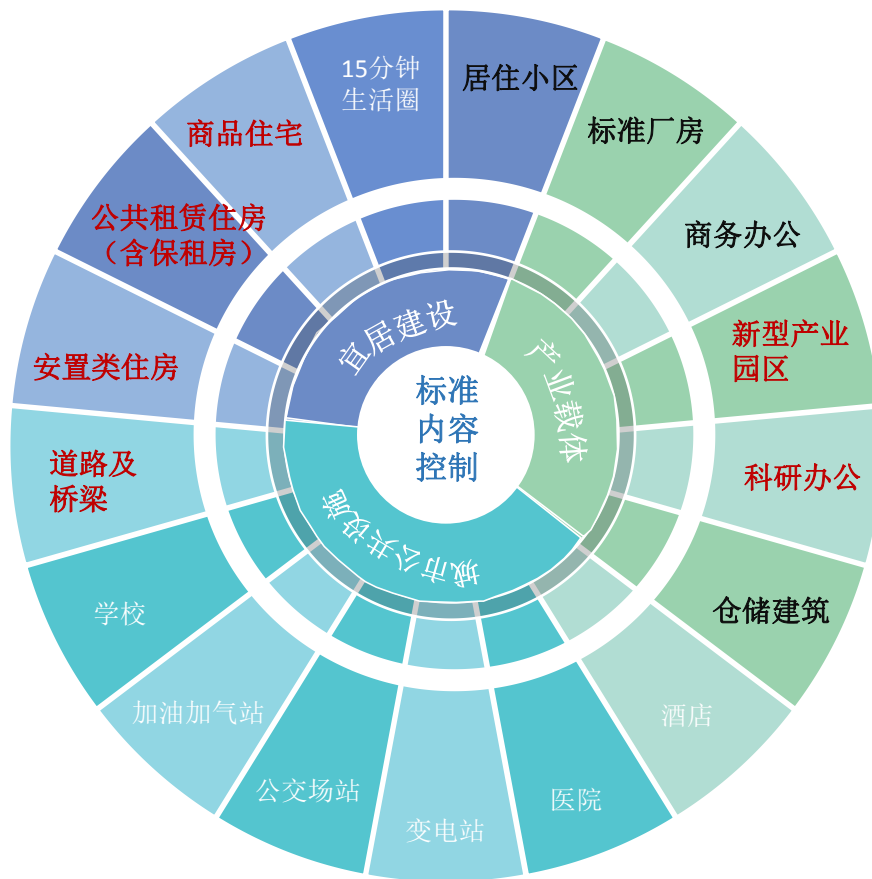 标准
内容
控制
宜居建设
产业载体
城市公共设施
15分钟
生活圈
居住小区
标准厂房
商务办公
新型产业
园区
科研办公
仓储建筑
酒店
医院
变电站
公交场站
加油加气站
学校
道路及
桥梁
安置类住房
公共租赁住房
（含保租房）
商品住宅